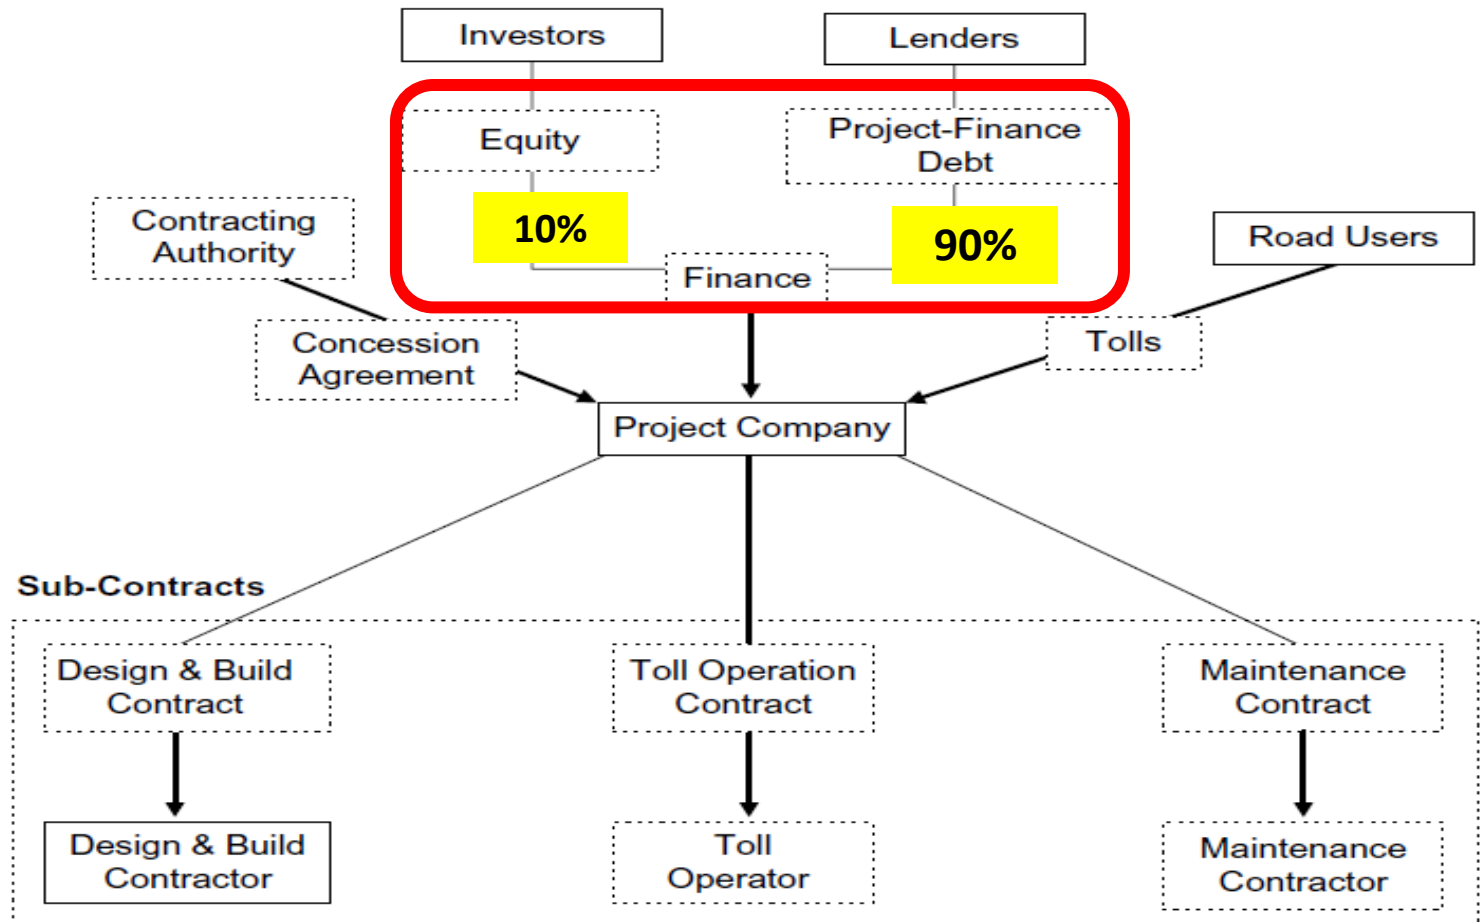 Investors
Lenders
Equity
Project-Finance
Debt
10%
90%
Contracting
Authority
Road Users
Finance
Concession
Agreement
Tolls
Project Company
Sub-Contracts
Design & Build
Contract
Toll Operation
Contract
Maintenance
Contract
Design & Build
Contractor
Toll
Operator
Maintenance
Contractor